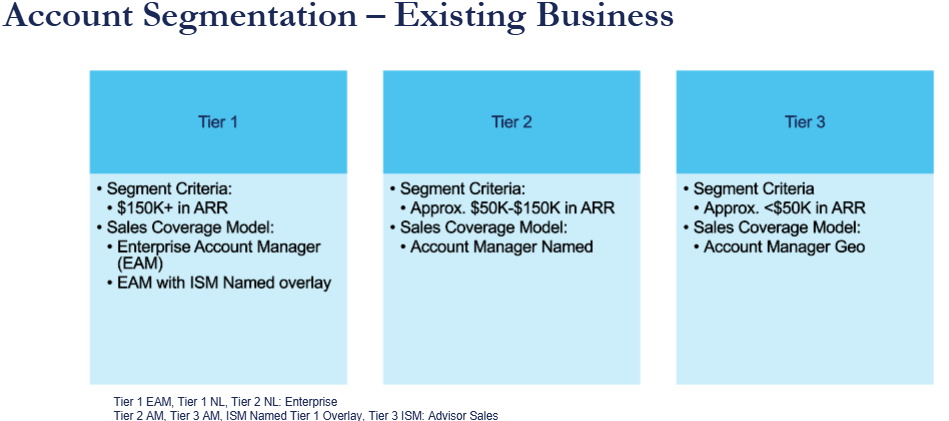 Account Segmentation – Existing Business
Tier 1
• Segment Criteria:
• $150K+ in ARR
• Sales Coverage Model:
• Enterprise Account Manager
(EAM)
• EAM with ISM Named overlay
Tier 2
• Segment Criteria:
• Approx. $50K-$150K in ARR
• Sales Coverage Model:
• Account Manager Named
Tier 3
• Segment Criteria
• Approx. <$50K in ARR
• Sales Coverage Model:
• Account Manager Geo
Tier 1 EAM, Tier 1 NL, Tier 2 NL: Enterprise
Tier 2 AM, Tier 3 AM, ISM Named Tier 1 Overlay, Tier 3 ISM: Advisor Sales